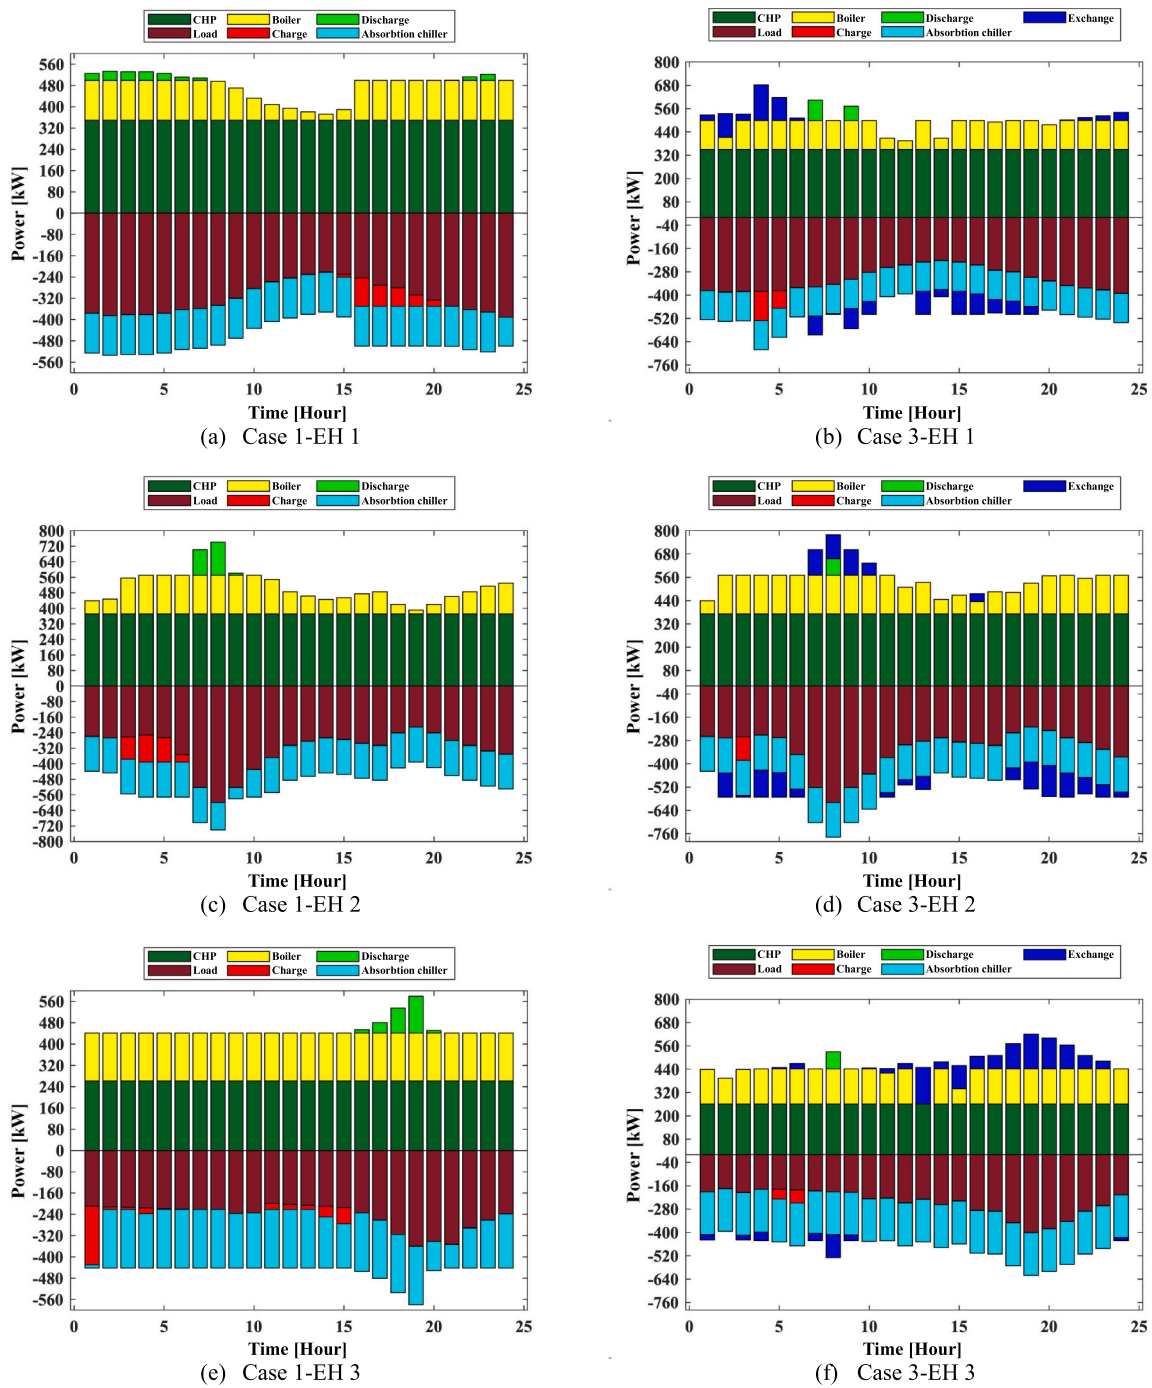 CHP Boiler Discharge
Load Charge Absorbtion chiller
560
480
400
320
240
160
80
0
-80
-160
-240
-320
-400
-480
-560
Power [kW]
0 5 10 15 20 25
Time [Hour]
(a) Case 1-EH 1
CHP Boiler Discharge Exchange
Load Charge Absorbtion chiller
800
680
560
440
320
200
80
-40
-160
-280
-400
-520
-640
-760
Power [kW]
0 5 10 15 20 25
Time [Hour]
(b) Case 3-EH 1
CHP Boiler Discharge
Load Charge Absorbtion chiller
800
720
640
560
480
400
320
240
160
80
0
-80
-160
-240
-320
-400
-480
-560
-640
-720
-800
Power [kW]
0 5 10 15 20 25
Time [Hour]
(c) Case 1-EH 2
CHP Boiler Discharge Exchange
Load Charge Absorbtion chiller
800
680
560
440
320
200
80
-40
-160
-280
-400
-520
-640
-760
Power [kW]
0 5 10 15 20 25
Time [Hour]
(d) Case 3-EH 2
CHP Boiler Discharge
Load Charge Absorbtion chiller
560
480
400
320
240
160
80
0
-80
-160
-240
-320
-400
-480
-560
Power [kW]
0 5 10 15 20 25
Time [Hour]
(e) Case 1-EH 3
CHP Boiler Discharge Exchange
Load Charge Absorbtion chiller
800
680
560
440
320
200
80
-40
-160
-280
-400
-520
-640
-760
Power [kW]
0 5 10 15 20 25
Time [Hour]
(f) Case 3-EH 3